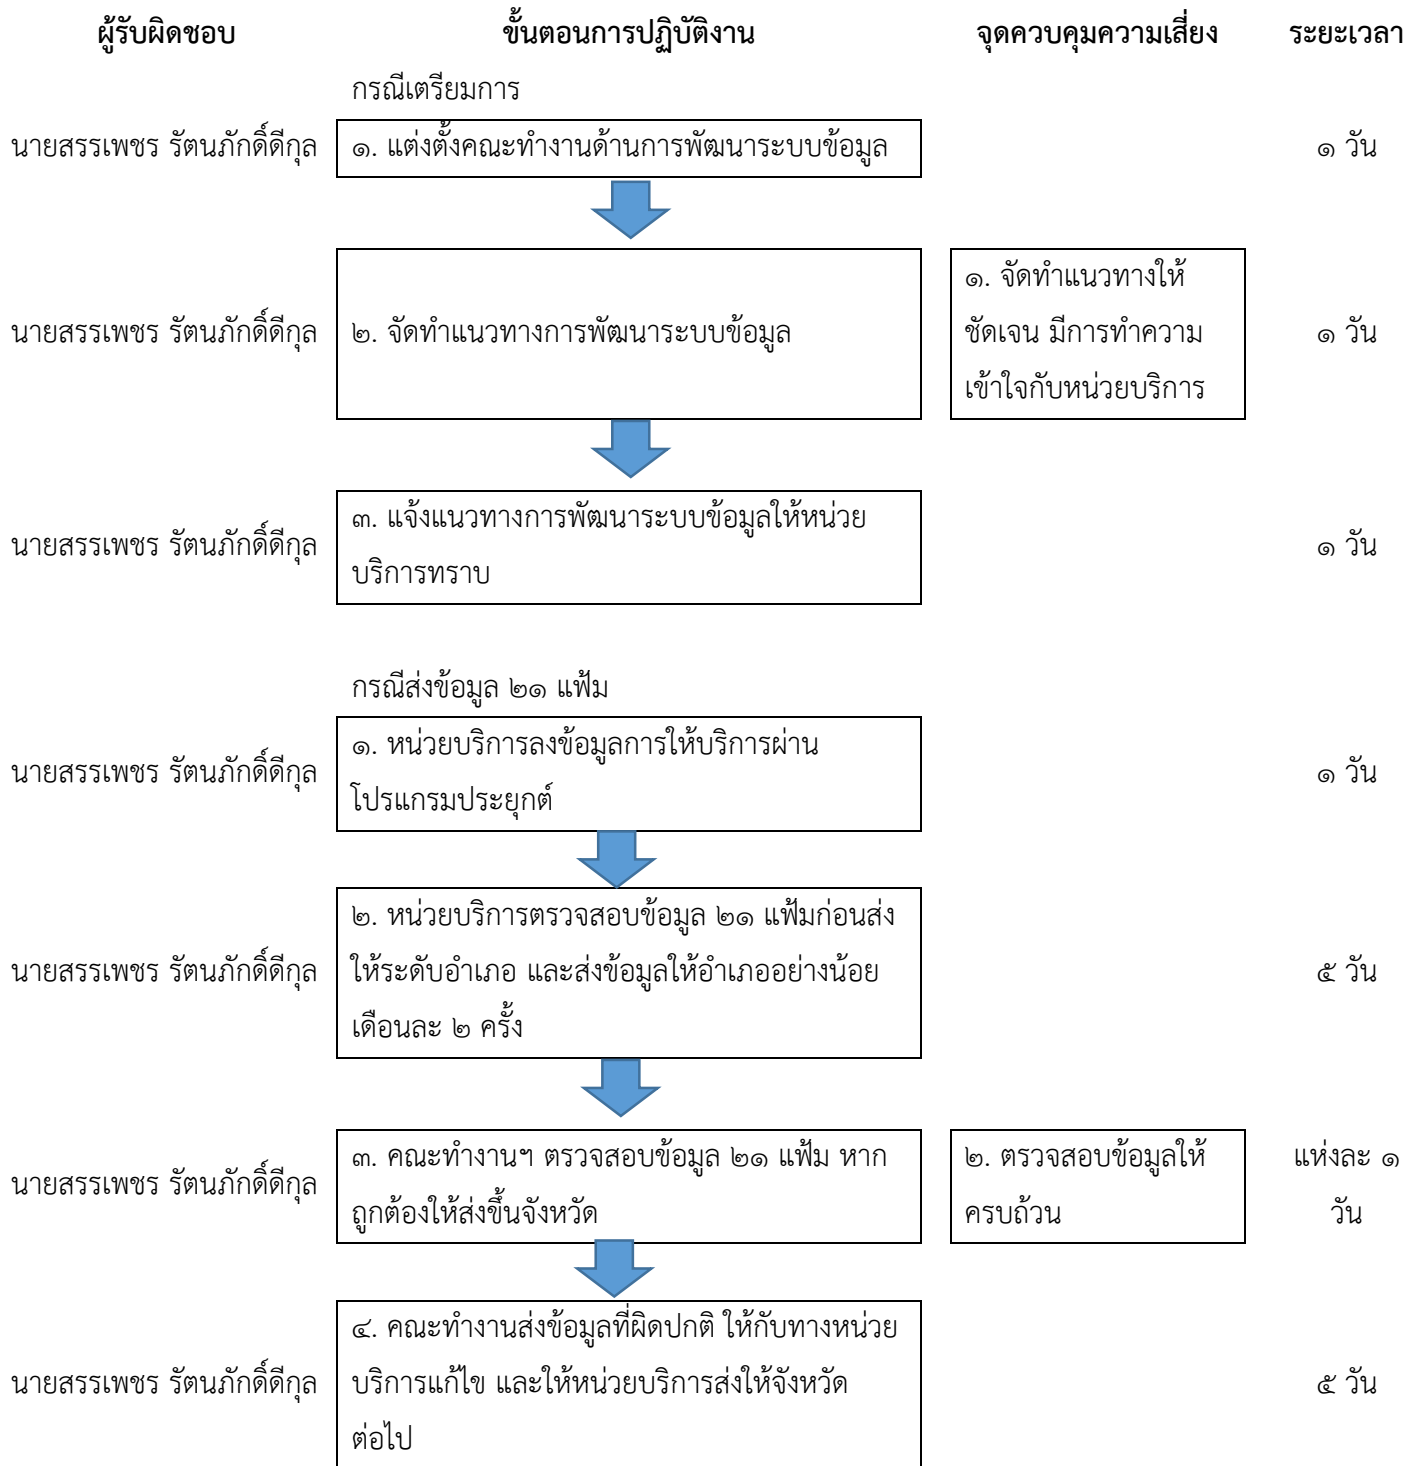 ผู้รับผิดชอบ ขั้นตอนการปฏิบัติงาน จุดควบคุมความเสี่ยง ระยะเวลา
กรณีเตรียมการ
นายสรรเพชร รัตนภักดิ์ดีกุล ๑. แต่งตั้งคณะทำงานด้านการพัฒนาระบบข้อมูล ๑ วัน
นายสรรเพชร รัตนภักดิ์ดีกุล ๒. จัดทำแนวทางการพัฒนาระบบข้อมูล
๑. จัดทำแนวทางให้
ชัดเจน มีการทำความ
เข้าใจกับหน่วยบริการ
๑ วัน
นายสรรเพชร รัตนภักดิ์ดีกุล
๓. แจ้งแนวทางการพัฒนาระบบข้อมูลให้หน่วย
บริการทราบ
๑ วัน
กรณีส่งข้อมูล ๒๑ แฟ้ม
นายสรรเพชร รัตนภักดิ์ดีกุล
๑. หน่วยบริการลงข้อมูลการให้บริการผ่าน
โปรแกรมประยุกต์
๑ วัน
นายสรรเพชร รัตนภักดิ์ดีกุล
๒. หน่วยบริการตรวจสอบข้อมูล ๒๑ แฟ้มก่อนส่ง
ให้ระดับอำเภอ และส่งข้อมูลให้อำเภออย่างน้อย
เดือนละ ๒ ครั้ง
๕ วัน
นายสรรเพชร รัตนภักดิ์ดีกุล
๓. คณะทำงานฯ ตรวจสอบข้อมูล ๒๑ แฟ้ม หาก
ถูกต้องให้ส่งขึ้นจังหวัด
๒. ตรวจสอบข้อมูลให้
ครบถ้วน
แห่งละ ๑
วัน
นายสรรเพชร รัตนภักดิ์ดีกุล
๔. คณะทำงานส่งข้อมูลที่ผิดปกติ ให้กับทางหน่วย
บริการแก้ไข และให้หน่วยบริการส่งให้จังหวัด
ต่อไป
๕ วัน